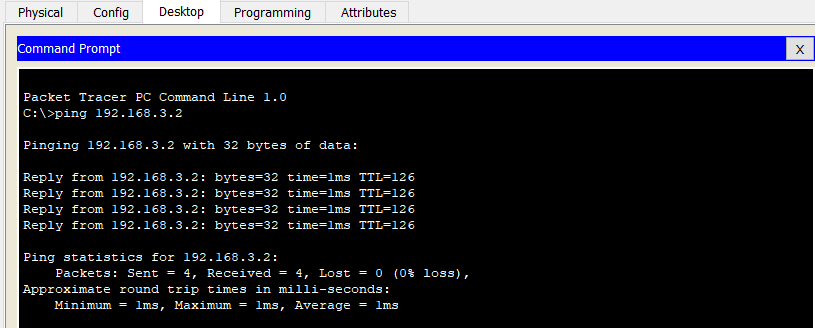 Physical Config Desktop Programming Attributes
Command Prompt X
Packet Tracer PC Command Line 1.0
C:\>ping 192.168.3.2
Pinging 192.168.3.2 with 32 bytes of data:
Reply from 192.168.3.2: bytes=32 time=1ms TTL=126
Reply from 192.168.3.2: bytes=32 time=1ms TTL=126
Reply from 192.168.3.2: bytes=32 time=1ms TTL=126
Reply from 192.168.3.2: bytes=32 time=1ms TTL=126
Ping statistics for 192.168.3.2:
Packets: Sent = 4, Received = 4, Lost = 0 (0% loss),
Approximate round trip times in milli-seconds:
Minimum = 1ms, Maximum = 1ms, Average = 1ms